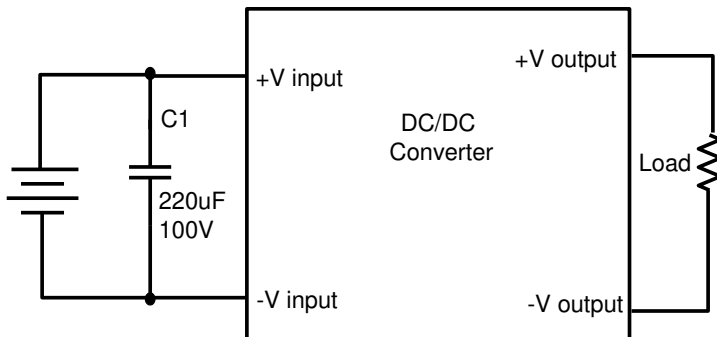 +V output
+V input
C1
DC/DC
Converter
Load
220uF
100V
-V input
-V output